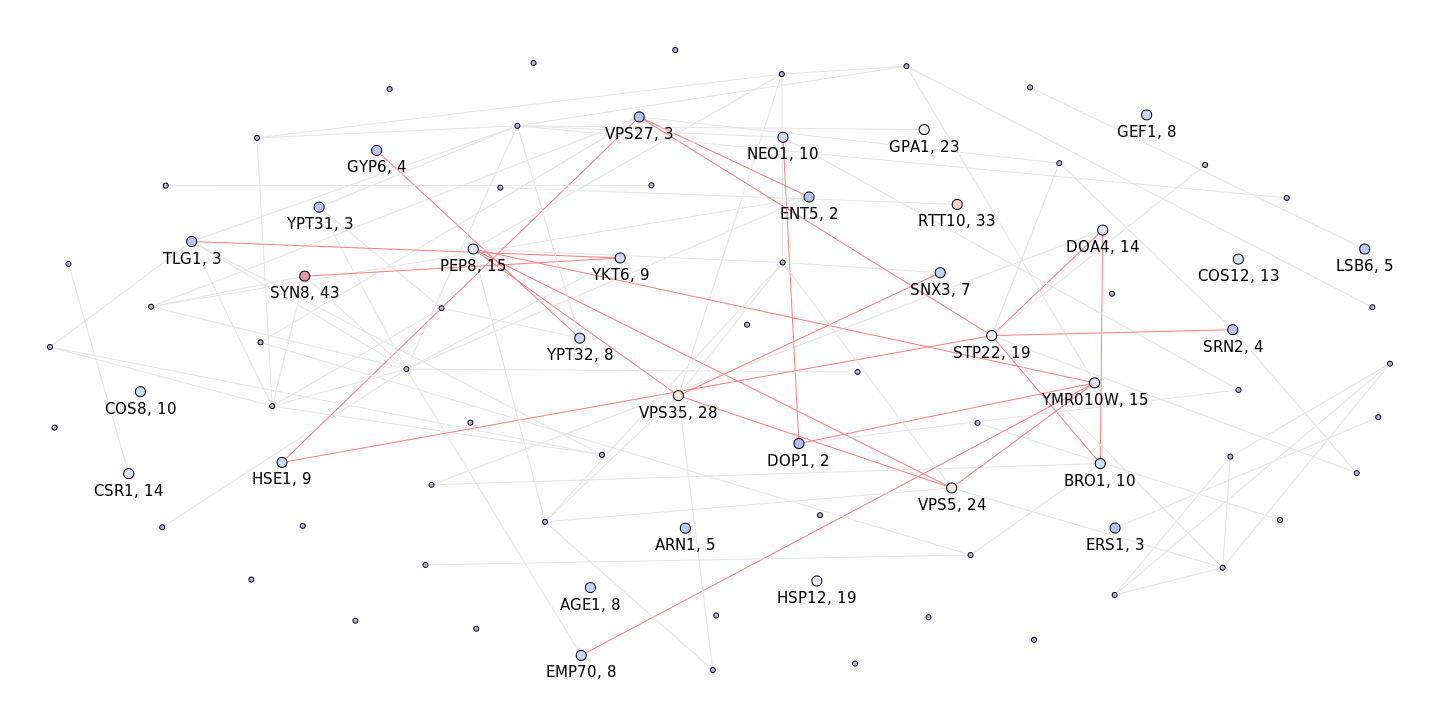 GEF1, 8
VPS27, 3
GPA1, 23
NEO1, 10
GYP6, 4
ENT5, 2
RTT10, 33
YPT31, 3
DOA4, 14
TLG1, 3
PEP8, 15
YKT6, 9
COS12, 13
LSB6, 5
SYN8, 43
SNX3, 7
YPT32, 8
STP22, 19
SRN2, 4
COS8, 10
VPS35, 28
YMR010W, 15
DOP1, 2
HSE1, 9
CSR1, 14
BRO1, 10
VPS5, 24
ARN1, 5
ERS1, 3
AGE1, 8
HSP12, 19
EMP70, 8